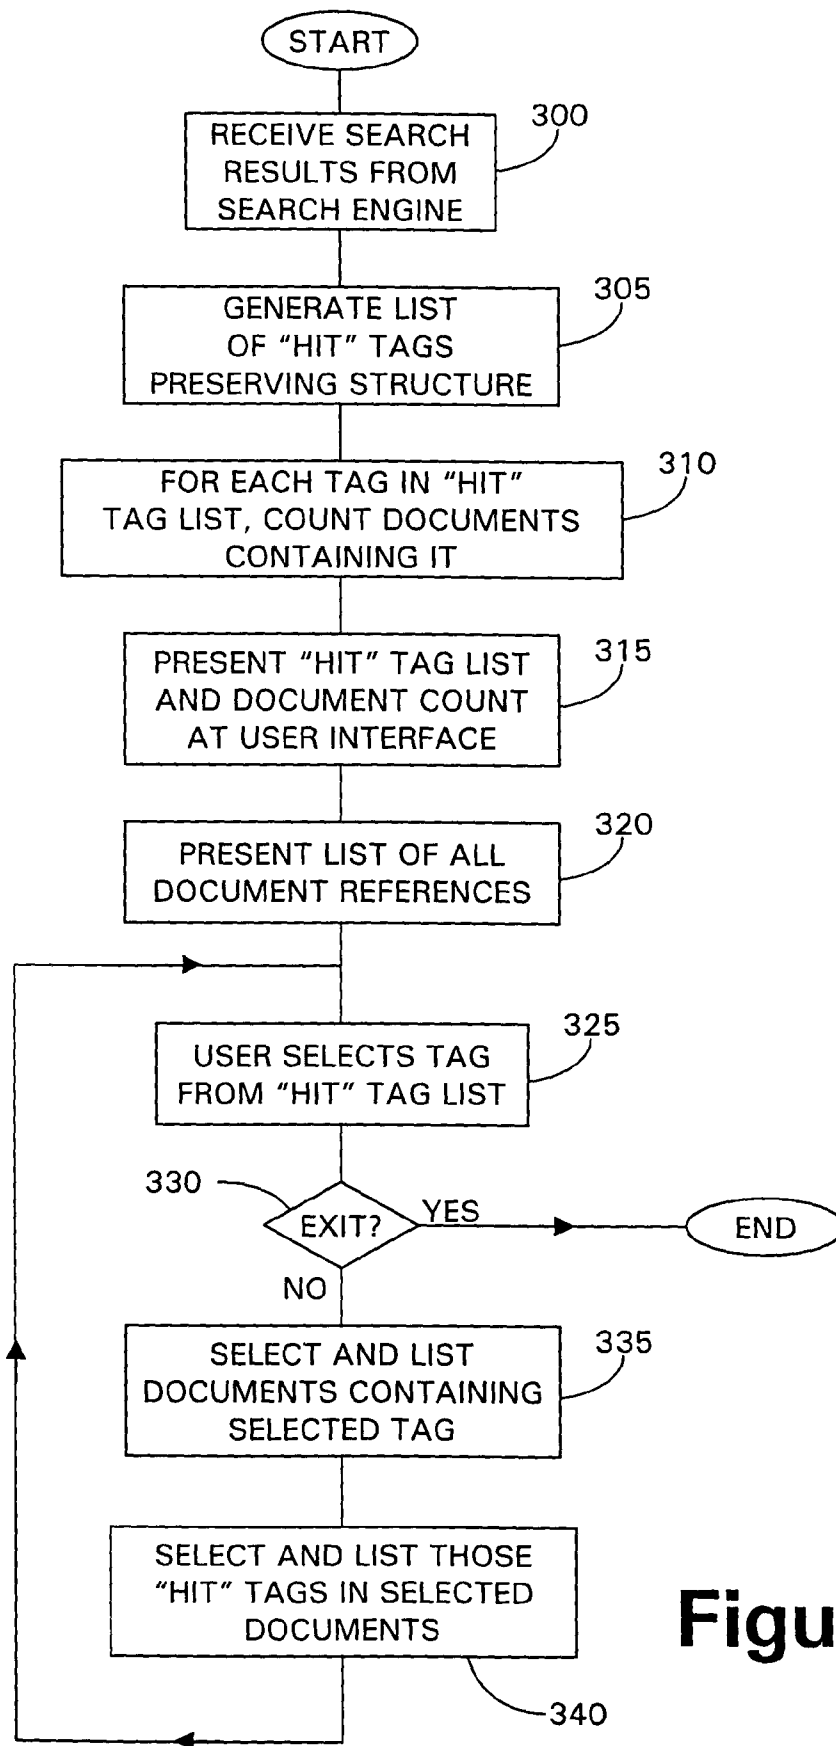 START
300
RECEIVE SEARCH
RESULTS FROM
SEARCH ENGINE
305
GENERATE LIST
OF "HIT" TAGS
PRESERVING STRUCTURE
310
FOR EACH TAG IN "HIT"
TAG LIST, COUNT DOCUMENTS
CONTAINING IT
315
PRESENT "HIT" TAG LIST
AND DOCUMENT COUNT
AT USER INTERFACE
320
PRESENT LIST OF ALL
DOCUMENT REFERENCES
325
USER SELECTS TAG
FROM "HIT" TAG LIST
330
EXIT?
YES
END
NO
335
SELECT AND LIST
DOCUMENTS CONTAINING
SELECTED TAG
SELECT AND LIST THOSE
"HIT" TAGS IN SELECTED
DOCUMENTS
Figu
340